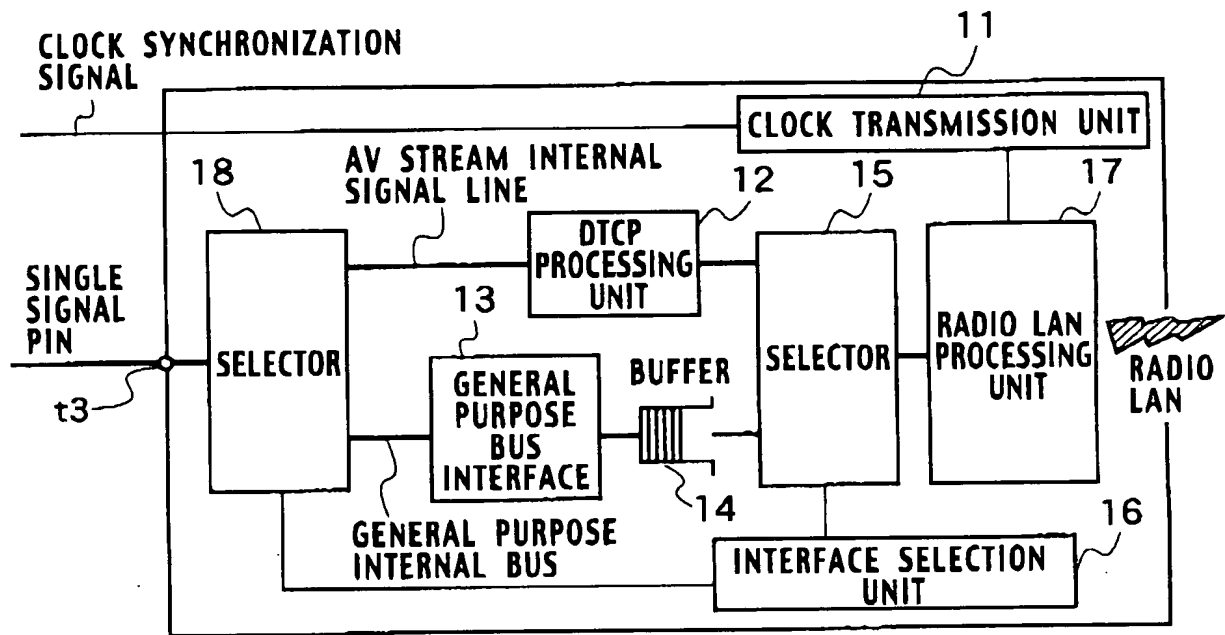 CLOCK SYNCHRONIZATION
SIGNAL
11
CLOCK TRANSMISSION UNIT
18
AV STREAM INTERNAL
SIGNAL LINE
12
15
17
DTCP
PROCESSING
UNIT
SINGLE
SIGNAL
PIN
t3
SELECTOR
13
GENERAL
PURPOSE
BUS
INTERFACE
BUFFER
14
SELECTOR
RADIO LAN
PROCESSING
UNIT
RADIO
LAN
GENERAL PURPOSE
INTERNAL BUS
16
INTERFACE SELECTION
UNIT